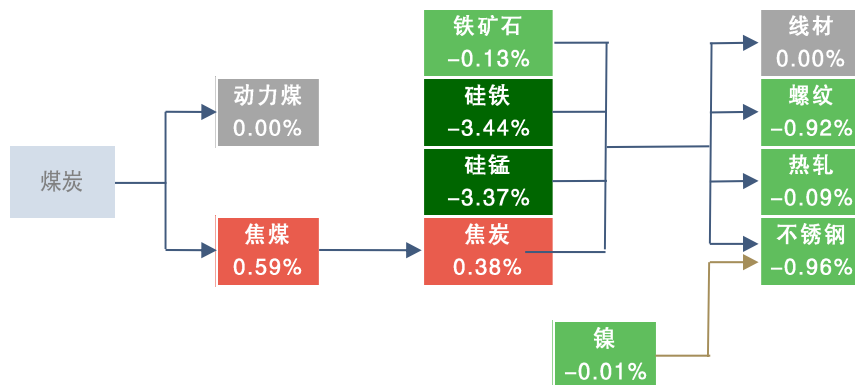 煤炭
动力煤
0.00%
焦煤
0.59%
铁矿石
-0.13%
硅铁
-3.44%
硅锰
-3.37%
焦炭
0.38%
镍
-0.01%
线材
0.00%
螺纹
-0.92%
热轧
-0.09%
不锈钢
-0.96%